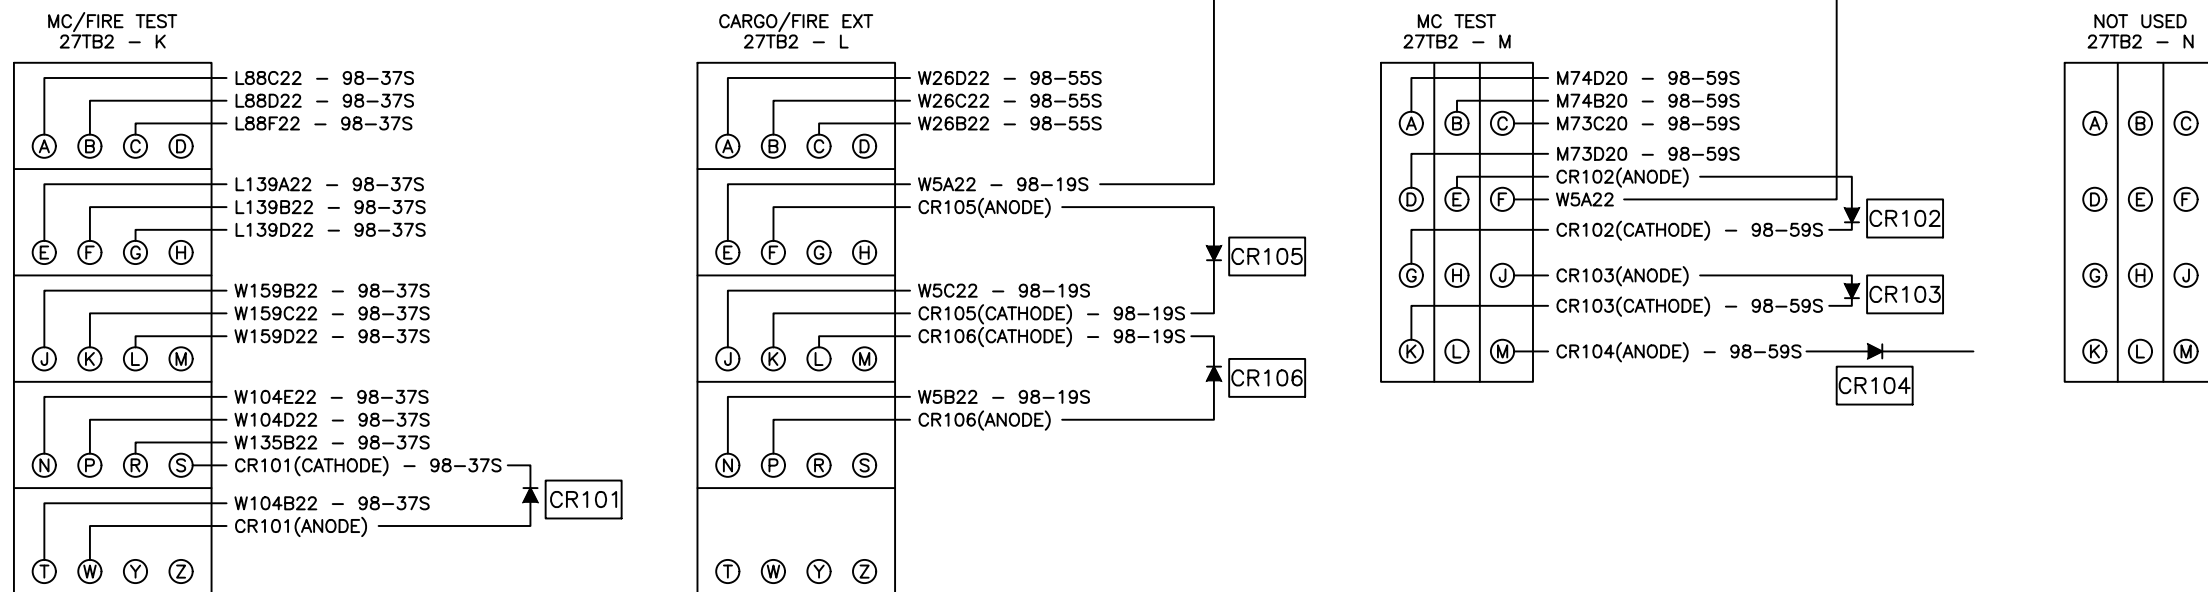 MC/FIRE TEST
27TB2 – K
L88C22 – 98–37S
L88D22 – 98–37S
L88F22 – 98–37S
A B C D
L139A22 – 98–37S
L139B22 – 98–37S
L139D22 – 98–37S
E F G H
W159B22 – 98–37S
W159C22 – 98–37S
W159D22 – 98–37S
J K L M
W104E22 – 98–37S
W104D22 – 98–37S
W135B22 – 98–37S
N P R S CR101(CATHODE) – 98–37S
CR101
W104B22 – 98–37S
CR101(ANODE)
T W Y Z
CARGO/FIRE EXT
27TB2 – L
W26D22 – 98–55S
W26C22 – 98–55S
W26B22 – 98–55S
A B C D
W5A22 – 98–19S
CR105(ANODE)
E F G H
CR105
W5C22 – 98–19S
CR105(CATHODE) – 98–19S
CR106(CATHODE) – 98–19S
J K L M
CR106
W5B22 – 98–19S
CR106(ANODE)
N P R S
T W Y Z
MC TEST
27TB2 – M
M74D20 – 98–59S
M74B20 – 98–59S
A B C M73C20 – 98–59S
M73D20 – 98–59S
CR102(ANODE)
D E F W5A22
CR102
CR102(CATHODE) – 98–59S
G H J CR103(ANODE)
CR103
CR103(CATHODE) – 98–59S
K L M CR104(ANODE) – 98–59S
CR104
NOT USED
27TB2 – N
A B C
D E F
G H J
K L M